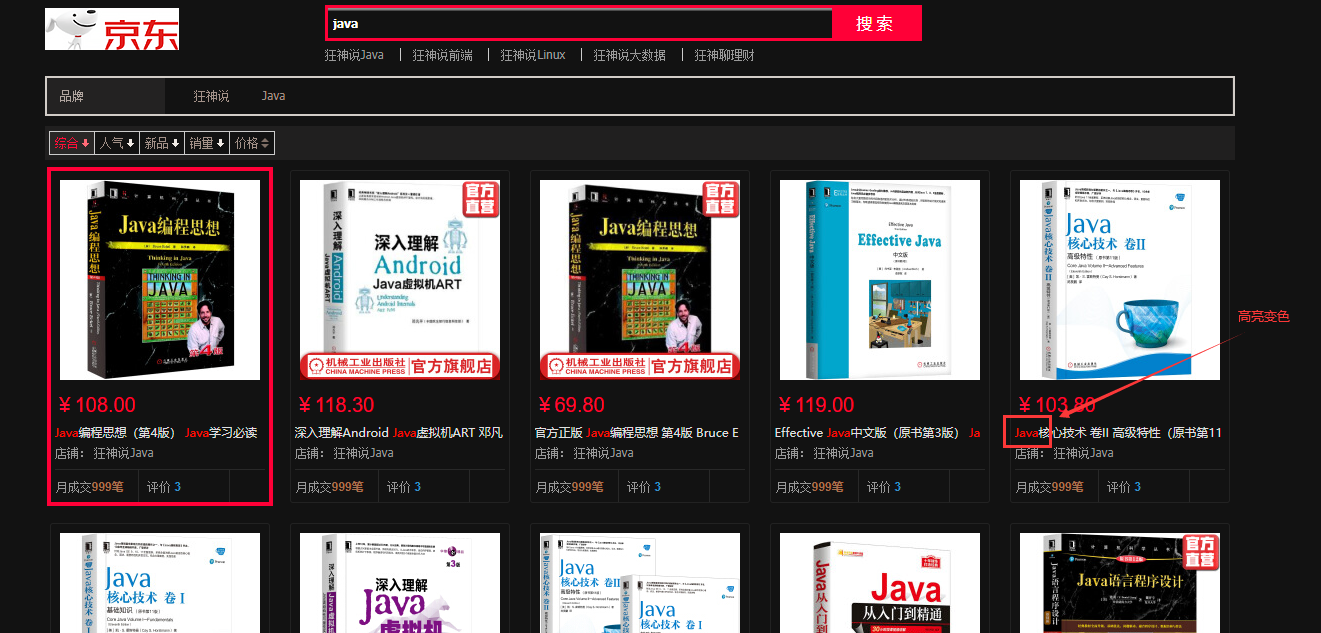 京东
java
搜 索
狂神说Java
狂神说前端
狂神说Linux
狂神说大数据
狂神聊理财
品牌
狂神说
Java
综合
人气
新品
销量
价格
Java编程思想
Thinking in Java
THINKING IN
JAVA
第4版
¥ 108.00
Java编程思想（第4版） Java学习必读
店铺： 狂神说Java
月成交999笔
评价 3
官方
直营
深入理解
Android
Java虚拟机ART
机械工业出版社
CHINA MACHINE PRESS
官方旗舰店
¥ 118.30
深入理解Android Java虚拟机ART 邓凡
店铺： 狂神说Java
月成交999笔
评价 3
官方
直营
Java编程思想
Thinking in Java
THINKING IN
JAVA
机械工业出版社
CHINA MACHINE PRESS
官方旗舰店
¥ 69.80
官方正版 Java编程思想 第4版 Bruce E
店铺： 狂神说Java
月成交999笔
评价 3
Effective Java
中文版
¥ 119.00
Effective Java中文版（原书第3版） Ja
店铺： 狂神说Java
月成交999笔
评价 3
Java
核心技术 卷II
高级特性
Core Java Volume II—Advanced Features
高亮变色
¥ 103.80
Java核心技术 卷II 高级特性（原书第11
店铺： 狂神说Java
月成交999笔
评价 3
Java
核心技术 卷 I
基础知识
Core Java Volume I—Fundamentals
深入理解
Java
虚拟机
第3版
Java
核心技术 卷II
Java
核心技术 卷 I
Java
从入门到精通
官方
直营
Java语言程序设计